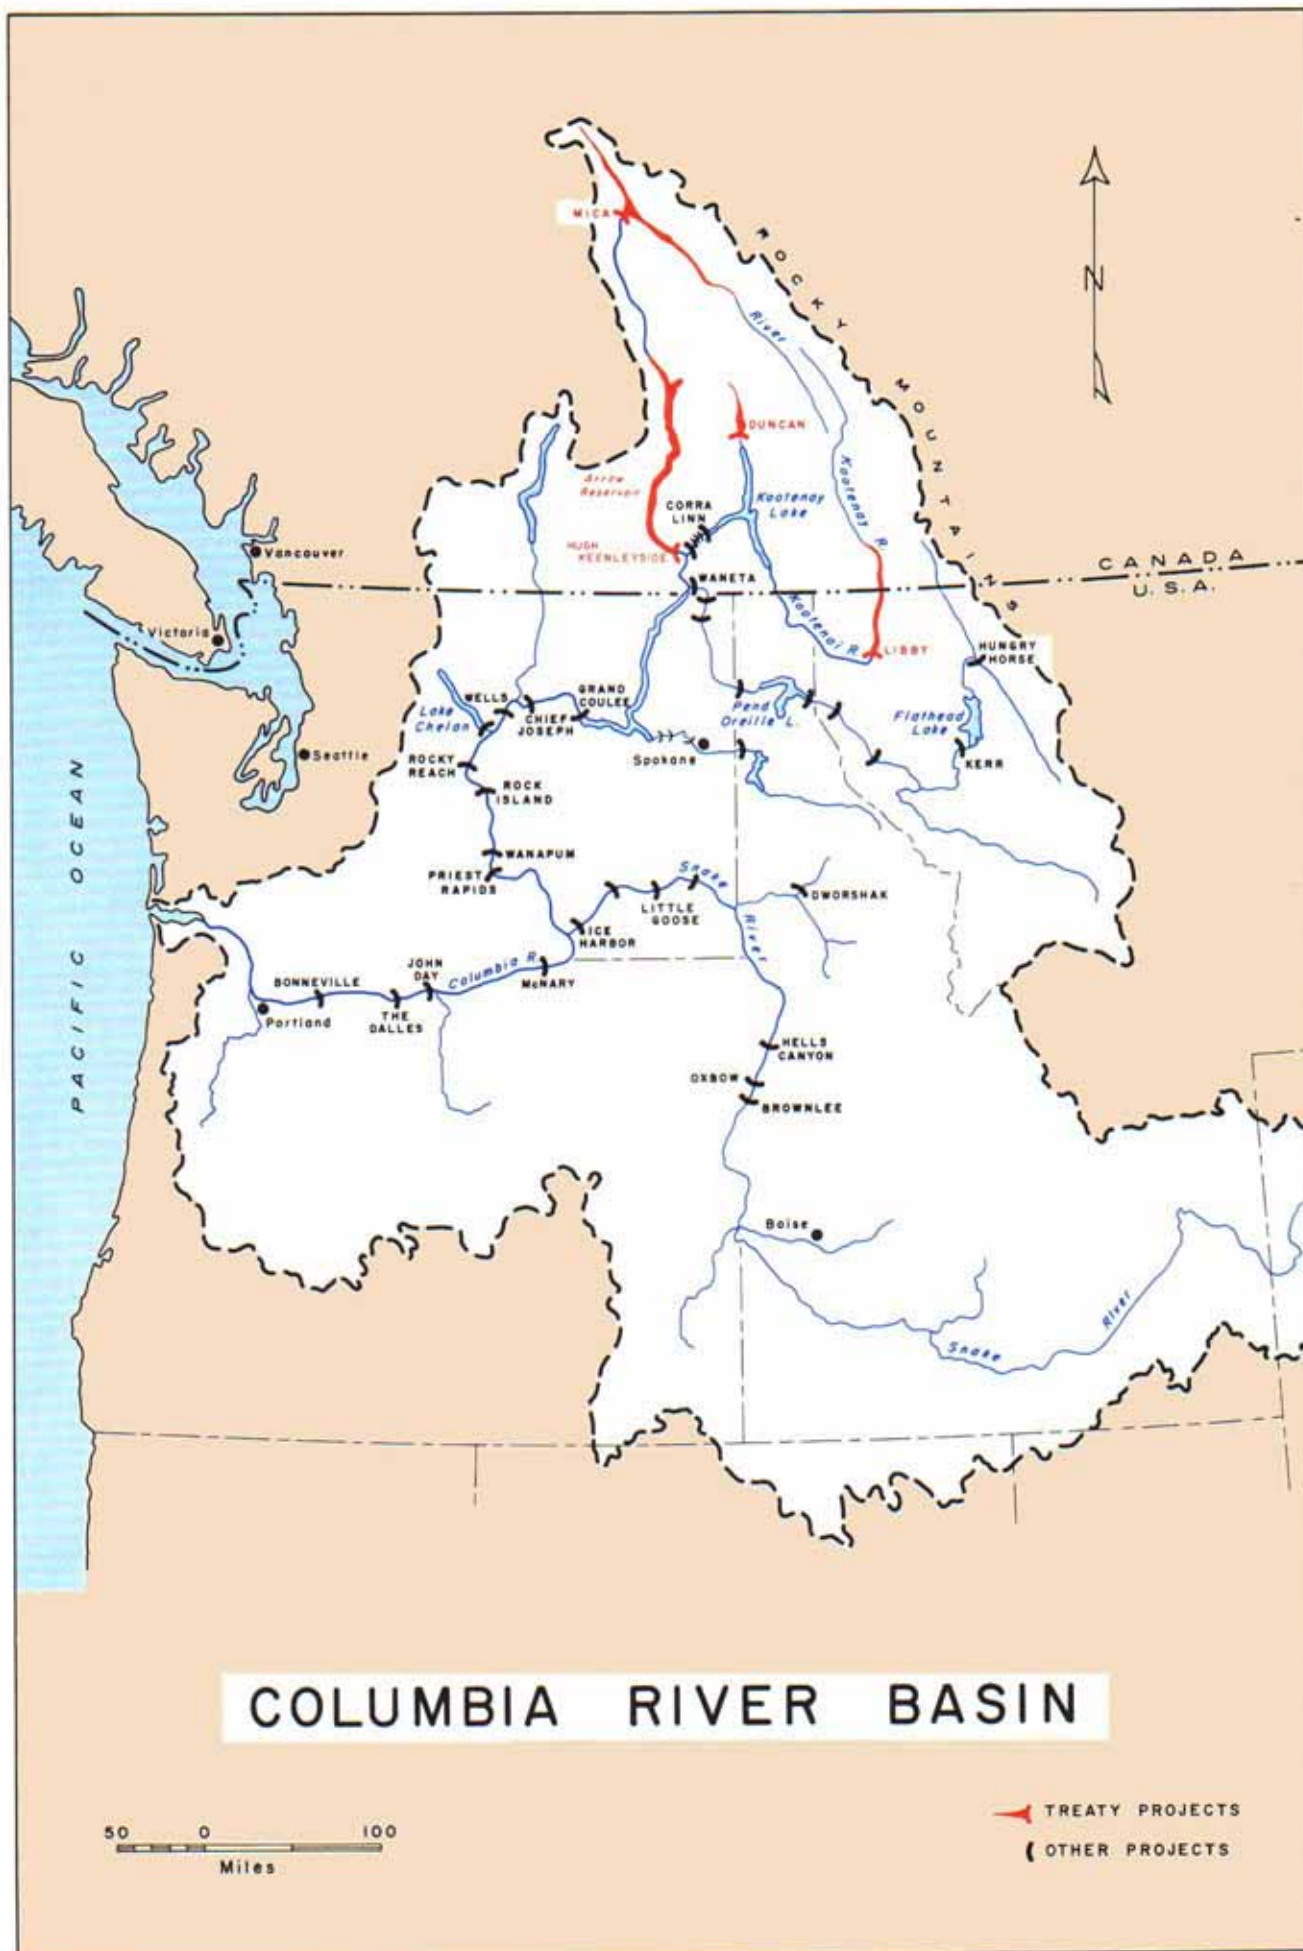 MICA
ROCKY MOUNTAINS
N
River
DUNCAN
Arrow
Reservoir
CORRA
LINN
Kootenay
Lake
Kootenay R.
HUGH
KEENLEYSIDE
WANETA
CANADA
U.S.A.
Vancouver
Victoria
Kootenai R.
LIBBY
HUNGRY
HORSE
WELLS
GRAND
COULEE
Lake
Chelan
CHIEF
JOSEPH
Pend
Oreille L.
Flathead
Lake
Seattle
ROCKY
REACH
Spokane
KERR
ROCK
ISLAND
PACIFIC OCEAN
WANAPUM
PRIEST
RAPIDS
Snake
River
LITTLE
GOOSE
DWORSHAK
ICE
HARBOR
JOHN
DAY
Columbia R.
McNARY
BONNEVILLE
THE
DALLES
Portland
HELLS
CANYON
OXBOW
BROWNLEE
Boise
River
Snake
COLUMBIA RIVER BASIN
50 0 100
Miles
TREATY PROJECTS
OTHER PROJECTS